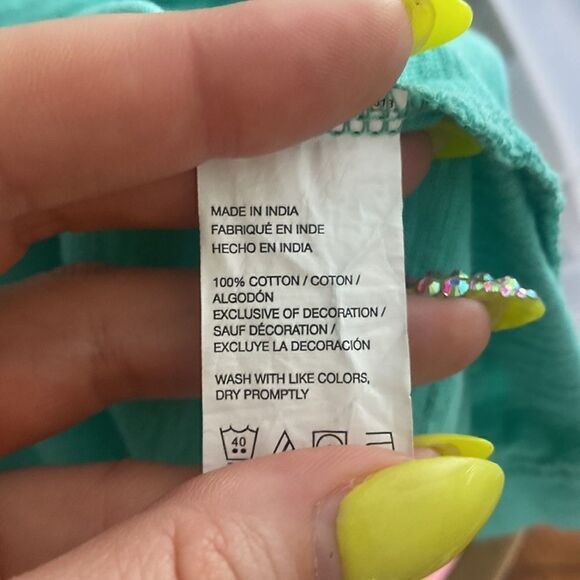 MADE IN INDIA
FABRIQUÉ EN INDE
HECHO EN INDIA
100% COTTON / COTON /
ALGODÓN
EXCLUSIVE OF DECORATION /
SAUF DÉCORATION /
EXCLUYE LA DECORACIÓN
WASH WITH LIKE COLORS,
DRY PROMPTLY
40